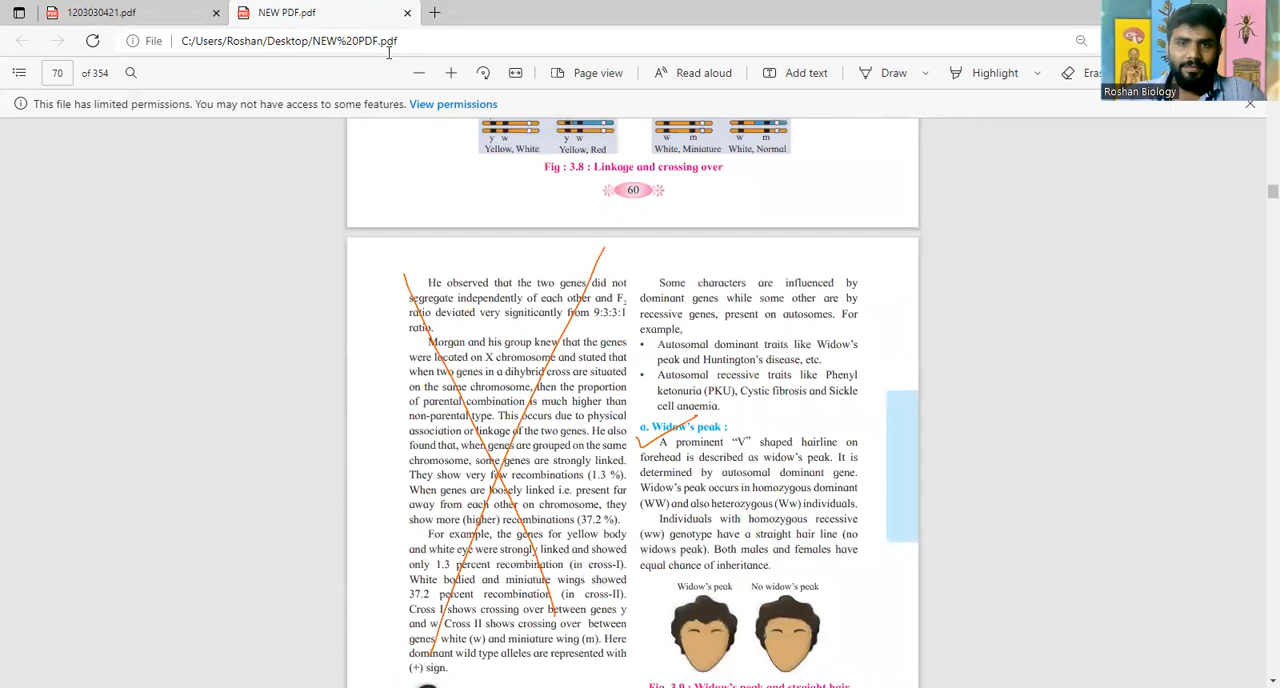 1203030421.pdf
NEW PDF.pdf
File
C:/Users/Roshan/Desktop/NEW%20PDF.pdf
70
of 354
Page view
Read aloud
Add text
Draw
Highlight
Roshan Biology
This file has limited permissions. You may not have access to some features. View permissions
y w
y w
w m
w m
Yellow, White
Yellow, Red
White, Miniature
White, Normal
Fig : 3.8 : Linkage and crossing over
60
He observed that the two genes did not
segregate independently of each other and F2
ratio deviated very significantly from 9:3:3:1
ratio.
Morgan and his group knew that the genes
were located on X chromosome and stated that
when two genes in a dihybrid cross are situated
on the same chromosome, then the proportion
of parental combination is much higher than
non-parental type. This occurs due to physical
association or linkage of the two genes. He also
found that, when genes are grouped on the same
chromosome, some genes are strongly linked.
They show very few recombinations (1.3 %).
When genes are loosely linked i.e. present far
away from each other on chromosome, they
show more (higher) recombinations (37.2 %).
For example, the genes for yellow body
and white eye were strongly linked and showed
only 1.3 percent recombination (in cross-I).
White bodied and miniature wings showed
37.2 percent recombination (in cross-II).
Cross I shows crossing over between genes y
and w. Cross II shows crossing over between
genes white (w) and miniature wing (m). Here
dominant wild type alleles are represented with
(+) sign.
Some characters are influenced by
dominant genes while some other are by
recessive genes, present on autosomes. For
example,
• Autosomal dominant traits like Widow's
peak and Huntington's disease, etc.
• Autosomal recessive traits like Phenyl
ketonuria (PKU), Cystic fibrosis and Sickle
cell anaemia.
a. Widow's peak :
A prominent “V” shaped hairline on
forehead is described as widow's peak. It is
determined by autosomal dominant gene.
Widow's peak occurs in homozygous dominant
(WW) and also heterozygous (Ww) individuals.
Individuals with homozygous recessive
(ww) genotype have a straight hair line (no
widows peak). Both males and females have
equal chance of inheritance.
Widow's peak
No widow's peak
Fig. 3.9 : Widow's peak and straight hair